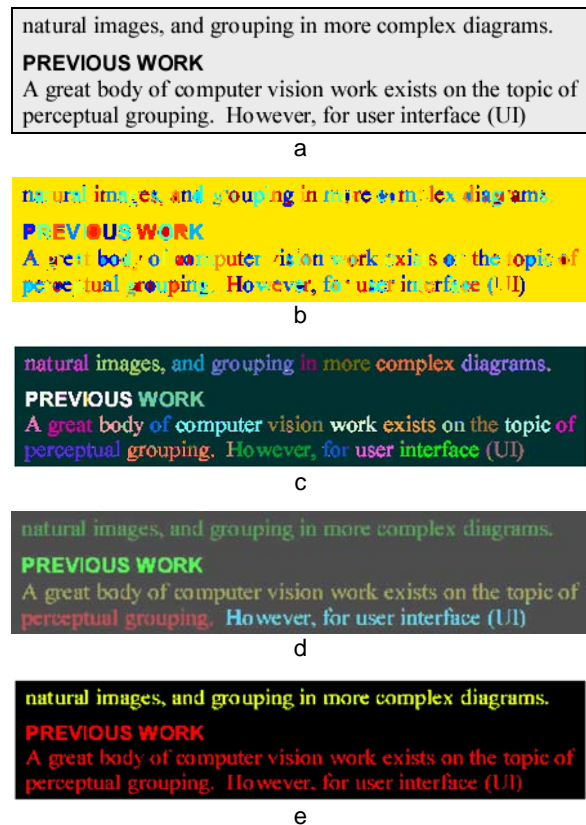 natural images, and grouping in more complex diagrams.
PREVIOUS WORK
A great body of computer vision work exists on the topic of
perceptual grouping.  However, for user interface (UI)
a
natural images, and grouping in more complex diagrams.
PREVIOUS WORK
A great body of computer vision work exists on the topic of
perceptual grouping.  However, for user interface (UI)
b
natural images, and grouping in more complex diagrams.
PREVIOUS WORK
A great body of computer vision work exists on the topic of
perceptual grouping.  However, for user interface (UI)
c
natural images, and grouping in more complex diagrams.
PREVIOUS WORK
A great body of computer vision work exists on the topic of
perceptual grouping.  However, for user interface (UI)
d
natural images, and grouping in more complex diagrams.
PREVIOUS WORK
A great body of computer vision work exists on the topic of
perceptual grouping.  However, for user interface (UI)
e